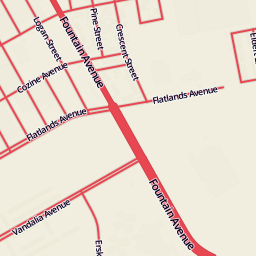 Pine Street
Logan Street
Crescent Street
Fountain Avenue
Cozine Avenue
Flatlands Avenue
Flatlands Avenue
Fountain Avenue
Vandalia Avenue